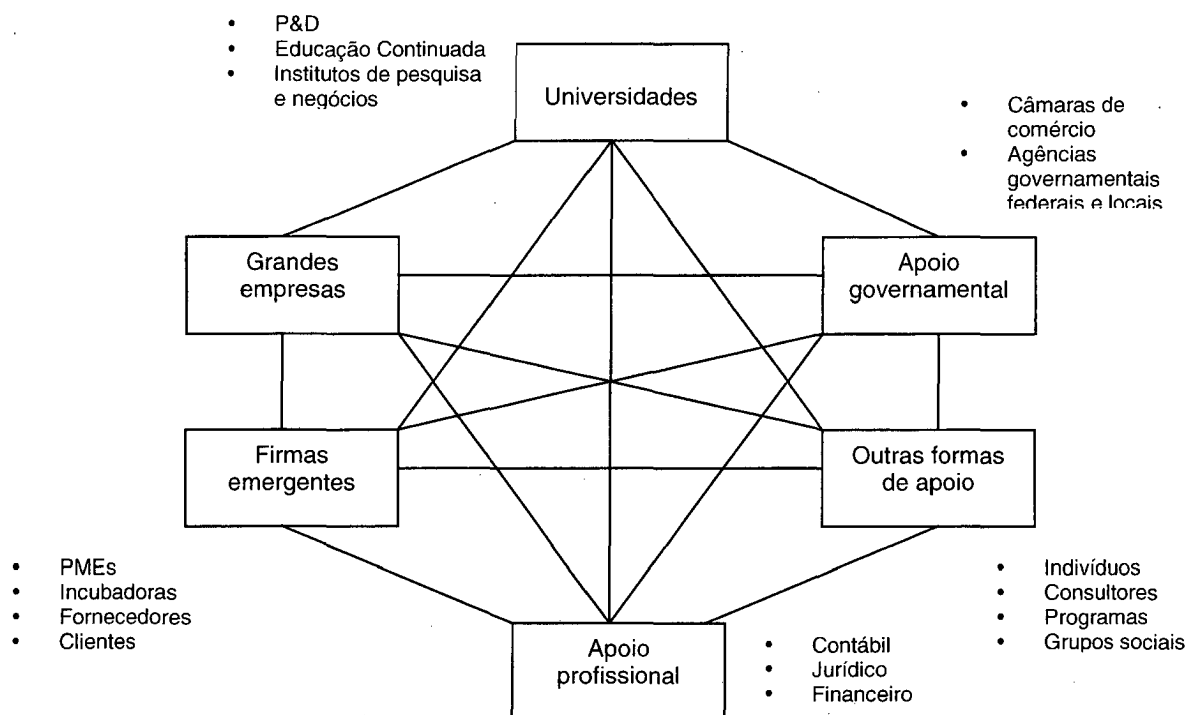 • P&D
• Educação Continuada
• Institutos de pesquisa
e negócios
Universidades
• Câmaras de
comércio
• Agências
governamentais
federais e locais
Grandes
empresas
Apoio
governamental
Firmas
emergentes
Outras formas
de apoio
• PMEs
• Incubadoras
• Fornecedores
• Clientes
• Indivíduos
• Consultores
• Programas
• Grupos sociais
Apoio
profissional
• Contábil
• Jurídico
• Financeiro